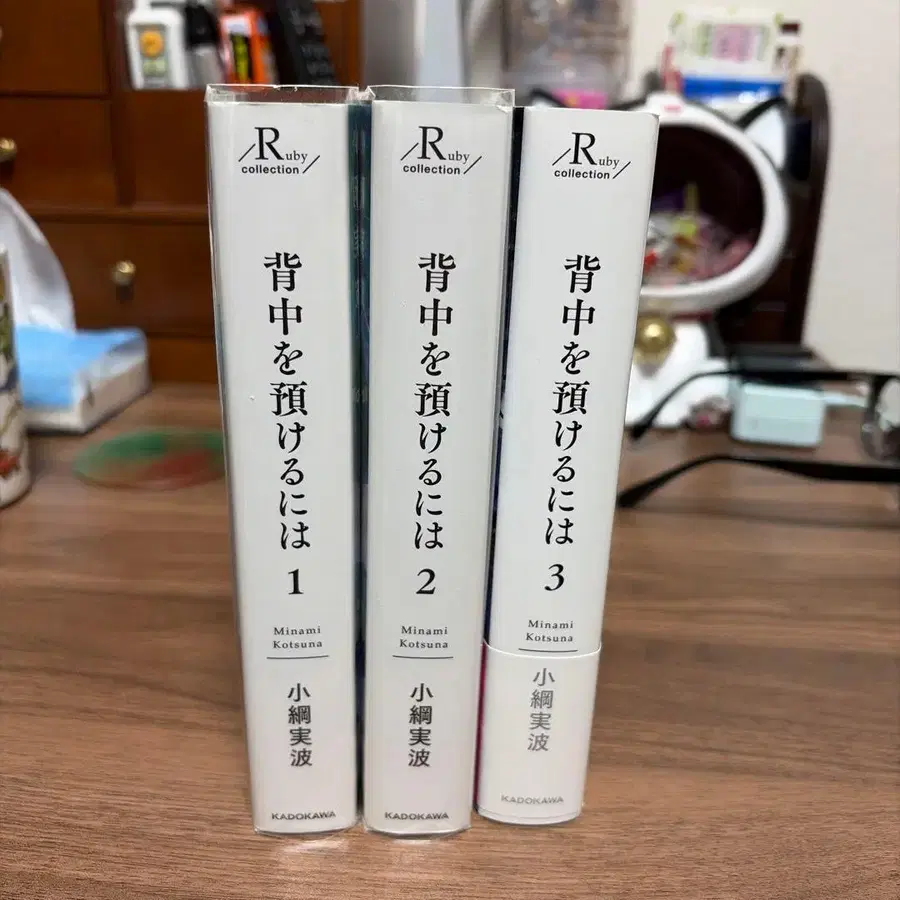 Ruby
collection
背中を預けるには 1
Minami
Kotsuna
小綱実波
KADOKAWA
Ruby
collection
背中を預けるには 2
Minami
Kotsuna
小綱実波
KADOKAWA
Ruby
collection
背中を預けるには 3
Minami
Kotsuna
小綱実波
KADOKAWA